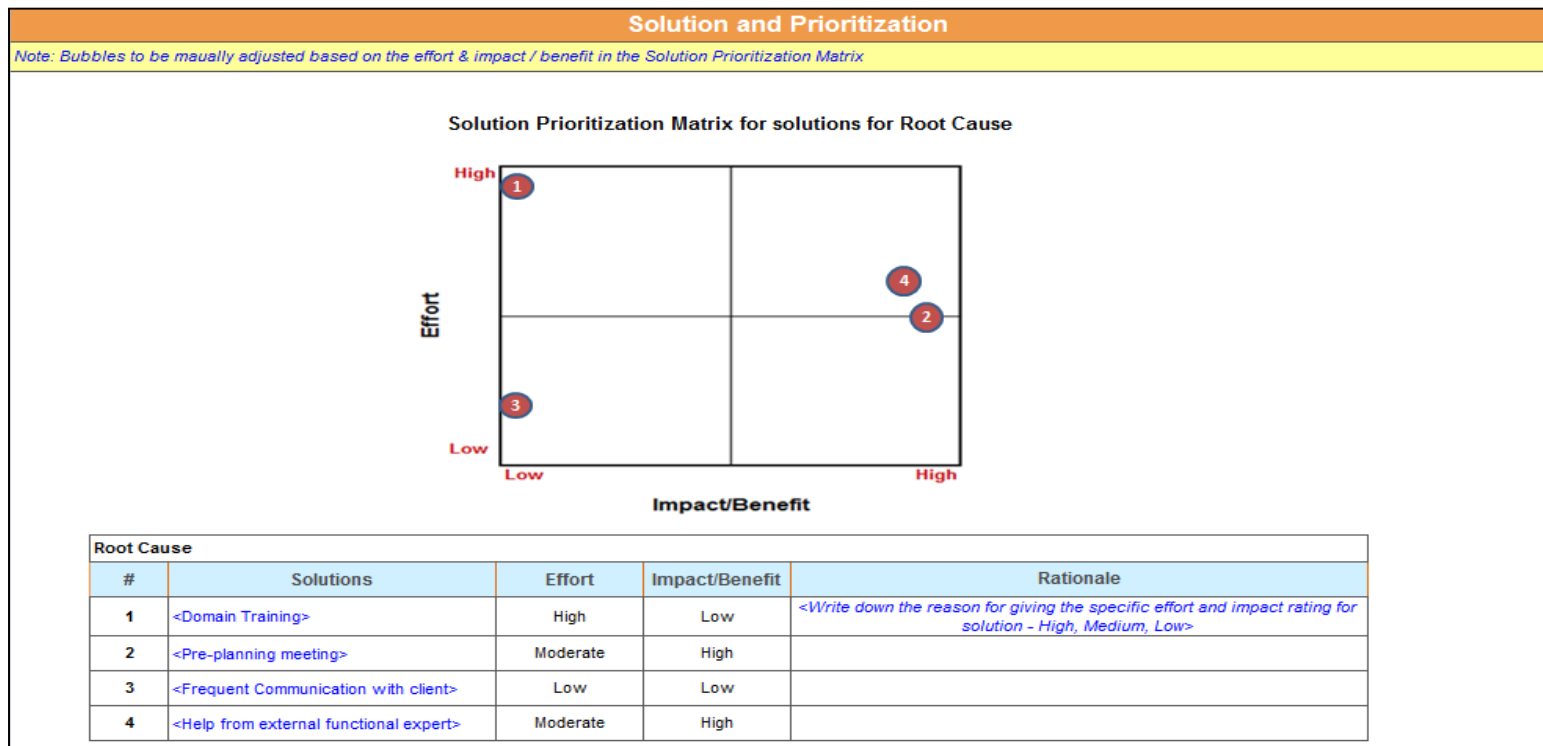 Solution and Prioritization
Note: Bubbles to be maually adjusted based on the effort & impact / benefit in the Solution Prioritization Matrix
Solution Prioritization Matrix for solutions for Root Cause
High
1
4
Effort
2
3
Low
Low High
Impact/Benefit
Root Cause
# Solutions Effort Impact/Benefit Rationale
1 <Domain Training> High Low <Write down the reason for giving the specific effort and impact rating for
solution - High, Medium, Low>
2 <Pre-planning meeting> Moderate High
3 <Frequent Communication with client> Low Low
4 <Help from external functional expert> Moderate High